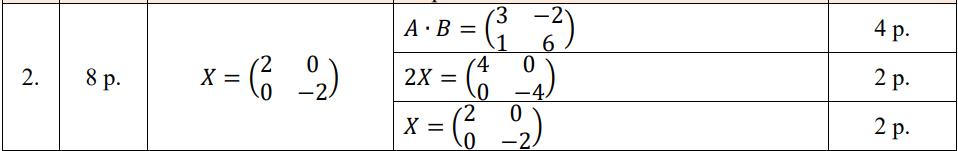 2.
8 p.
X = (2 0
0 −2)
A · B = (3 −2
1 6)
4 p.
2X = (4 0
0 −4)
2 p.
X = (2 0
0 −2)
2 p.